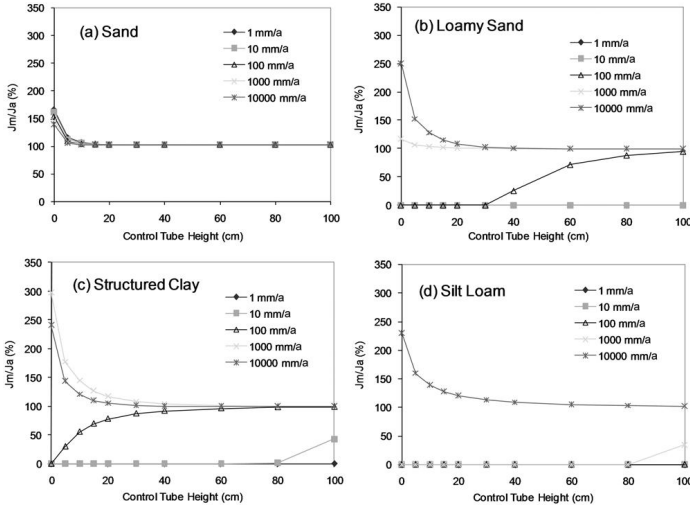 (a) Sand
1 mm/a
10 mm/a
100 mm/a
1000 mm/a
10000 mm/a
Jm/Ja (%)
350
300
250
200
150
100
50
0
0 20 40 60 80 100
Control Tube Height (cm)
(b) Loamy Sand
1 mm/a
10 mm/a
100 mm/a
1000 mm/a
10000 mm/a
Jm/Ja (%)
350
300
250
200
150
100
50
0
0 20 40 60 80 100
Control Tube Height (cm)
(c) Structured Clay
1 mm/a
10 mm/a
100 mm/a
1000 mm/a
10000 mm/a
Jm/Ja (%)
350
300
250
200
150
100
50
0
0 20 40 60 80 100
Control Tube Height (cm)
(d) Silt Loam
1 mm/a
10 mm/a
100 mm/a
1000 mm/a
10000 mm/a
Jm/Ja (%)
350
300
250
200
150
100
50
0
0 20 40 60 80 100
Control Tube Height (cm)